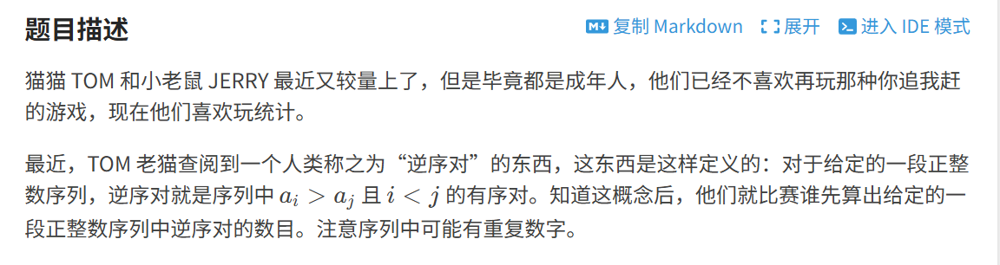 题目描述 复制 Markdown 展开 进入 IDE 模式
猫猫 TOM 和小老鼠 JERRY 最近又较量上了，但是毕竟都是成年人，他们已经不喜欢再玩那种你追我赶
的游戏，现在他们喜欢玩统计。
最近，TOM 老猫查阅到一个人类称之为“逆序对”的东西，这东西是这样定义的：对于给定的一段正整
数序列，逆序对就是序列中 a_i > a_j 且 i < j 的有序对。知道这概念后，他们就比赛谁先算出给定的一
段正整数序列中逆序对的数目。注意序列中可能有重复数字。